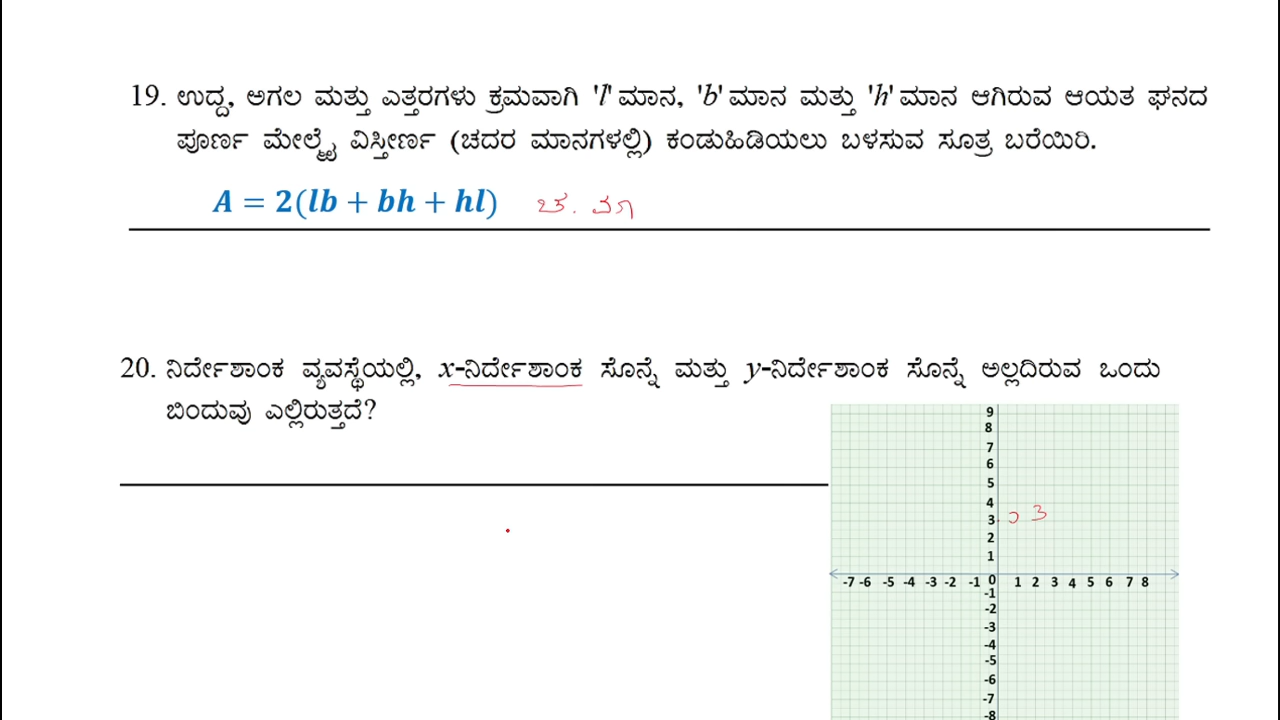 19. ಉದ್ದ, ಅಗಲ ಮತ್ತು ಎತ್ತರಗಳು ಕ್ರಮವಾಗಿ 'l' ಮಾನ, 'b' ಮಾನ ಮತ್ತು 'h' ಮಾನ ಆಗಿರುವ ಆಯತ ಘನದ
ಪೂರ್ಣ ಮೇಲ್ಮೈ ವಿಸ್ತೀರ್ಣ (ಚದರ ಮಾನಗಳಲ್ಲಿ) ಕಂಡುಹಿಡಿಯಲು ಬಳಸುವ ಸೂತ್ರ ಬರೆಯಿರಿ.
A = 2(lb + bh + hl) ಚ. ಮಾ
20. ನಿರ್ದೇಶಾಂಕ ವ್ಯವಸ್ಥೆಯಲ್ಲಿ, x-ನಿರ್ದೇಶಾಂಕ ಸೊನ್ನೆ ಮತ್ತು y-ನಿರ್ದೇಶಾಂಕ ಸೊನ್ನೆ ಅಲ್ಲದಿರುವ ಒಂದು
ಬಿಂದುವು ಎಲ್ಲಿರುತ್ತದೆ?
9
8
7
6
5
4
3 0 3
2
1
-7 -6 -5 -4 -3 -2 -1 0 1 2 3 4 5 6 7 8
-1
-2
-3
-4
-5
-6
-7
-8